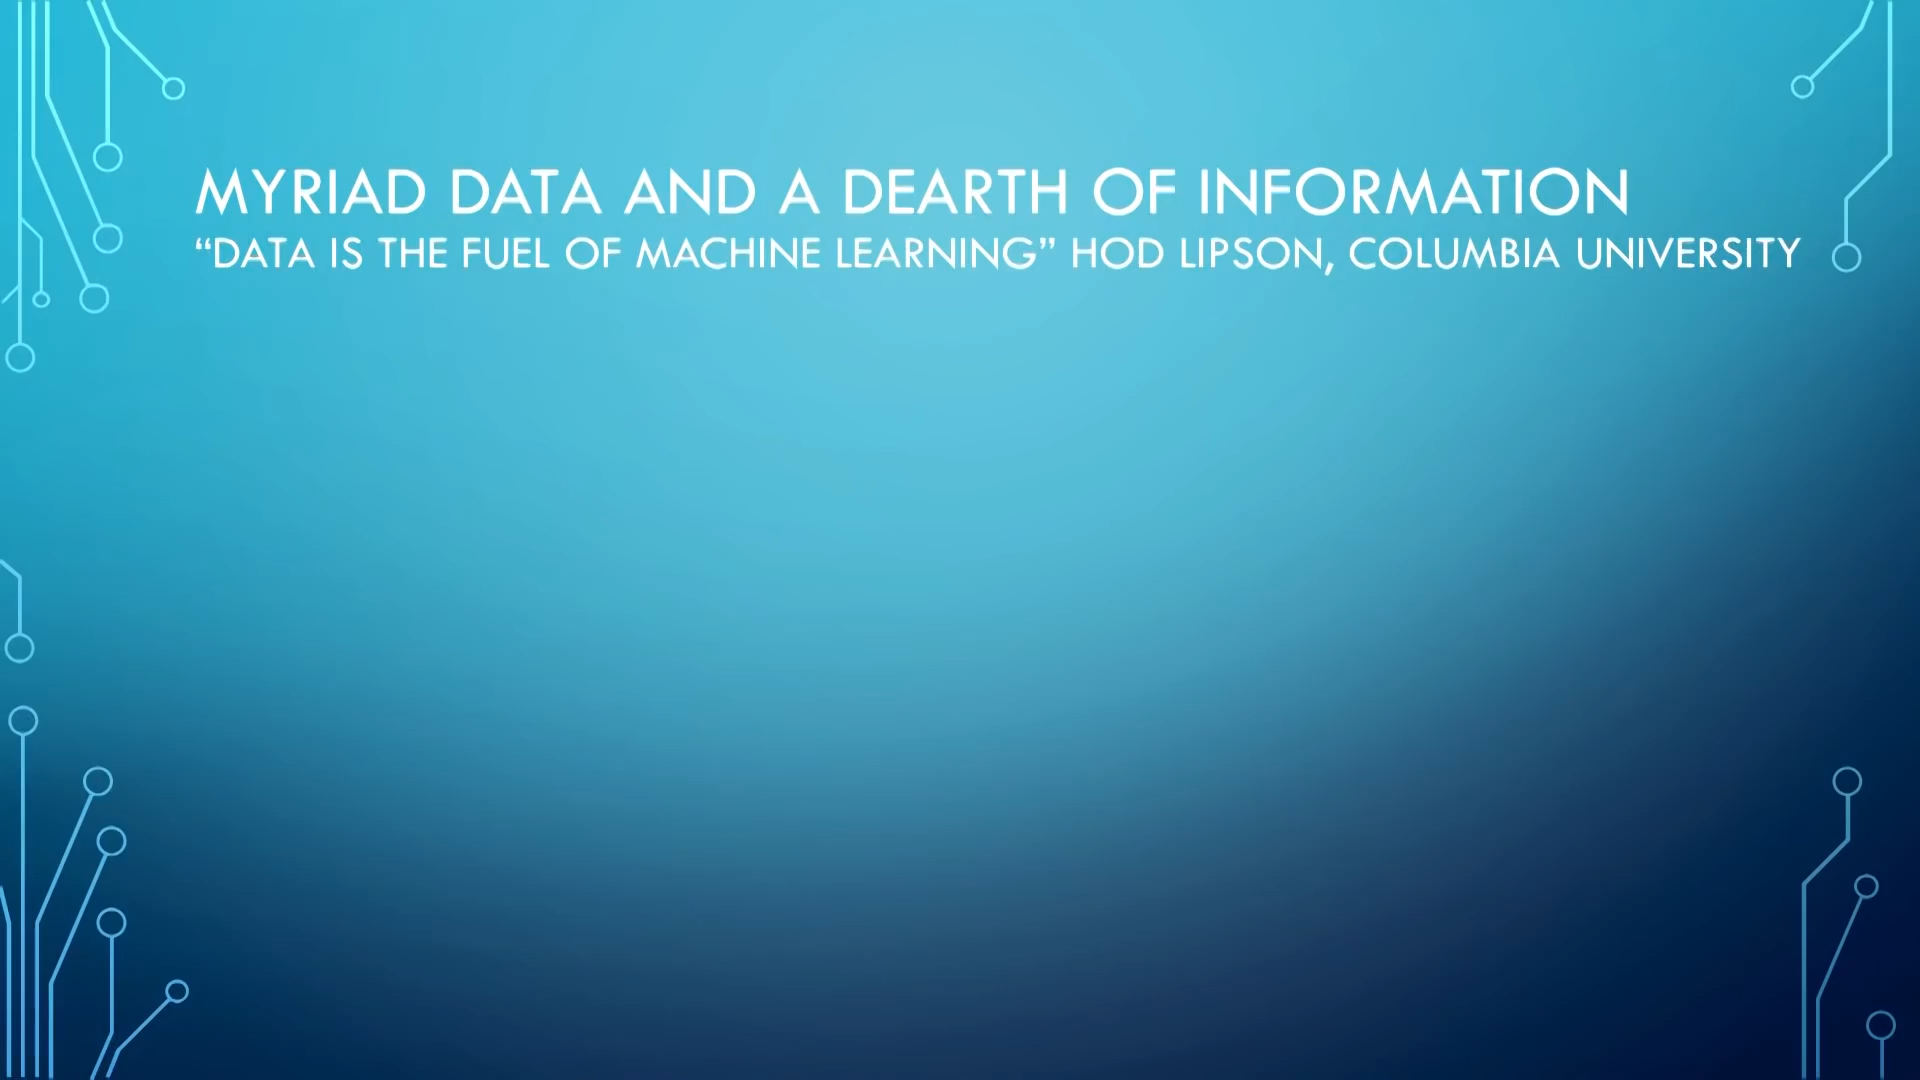 MYRIAD DATA AND A DEARTH OF INFORMATION
“DATA IS THE FUEL OF MACHINE LEARNING” HOD LIPSON, COLUMBIA UNIVERSITY